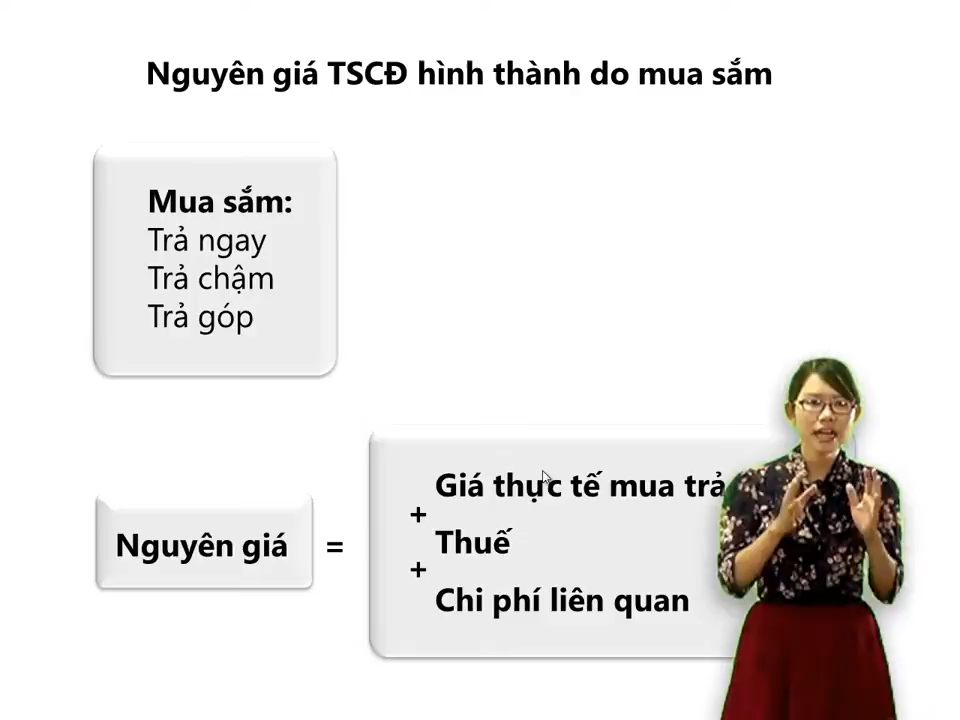 Nguyên giá TSCĐ hình thành do mua sắm
Mua sắm:
Trả ngay
Trả chậm
Trả góp
Nguyên giá
=
Giá thực tế mua trả
+
Thuế
+
Chi phí liên quan